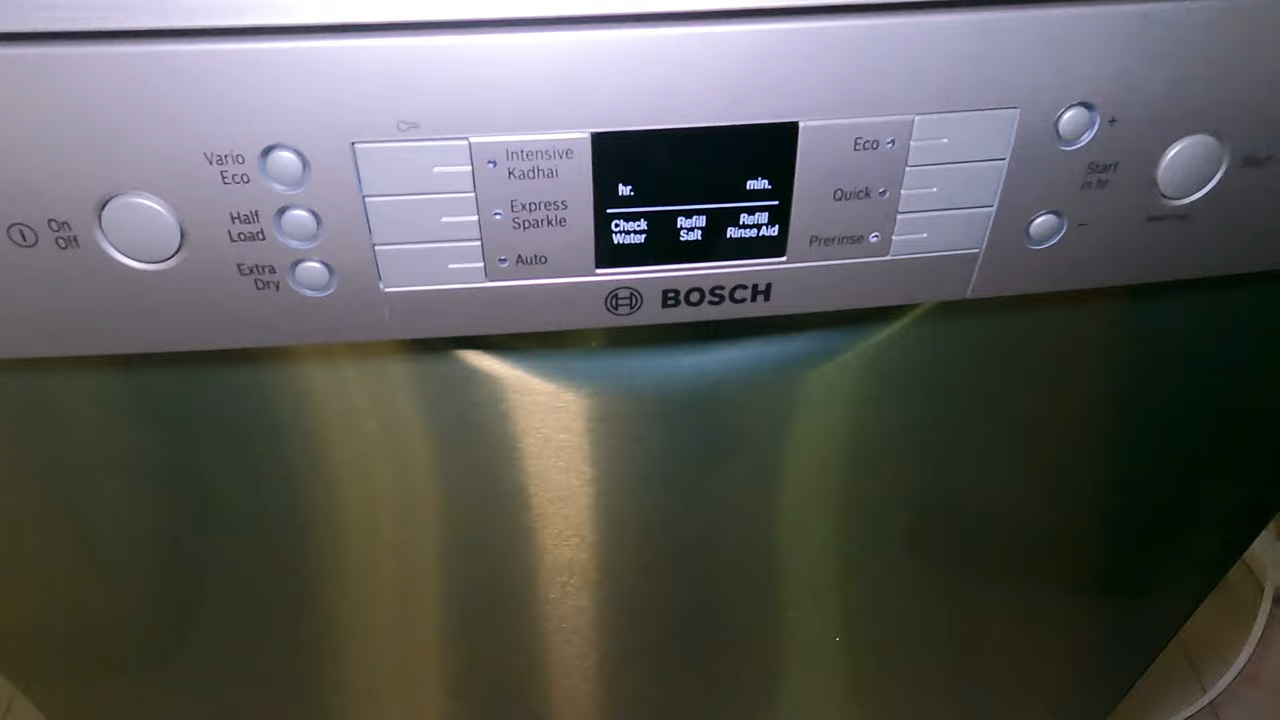 On
Off
Vario
Eco
Half
Load
Extra
Dry
Intensive
Kadhai
Express
Sparkle
Auto
hr. min.
Check
Water
Refill
Salt
Refill
Rinse Aid
Eco
Quick
Prerinse
+
Start
in hr.
−
Start
BOSCH